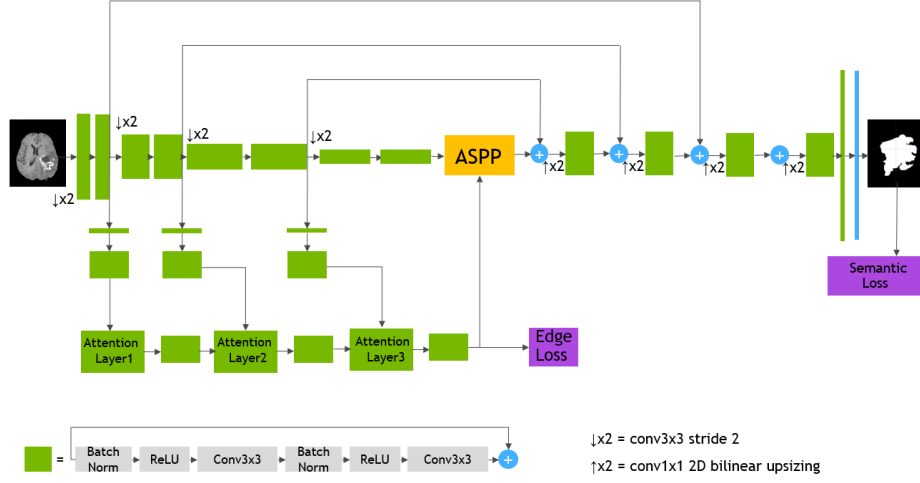 ↓x2
↓x2
↓x2
↓x2
ASPP
+
↑x2
+
↑x2
+
↑x2
+
↑x2
Semantic
Loss
Attention
Layer1
Attention
Layer2
Attention
Layer3
Edge
Loss
=
Batch
Norm
ReLU
Conv3x3
Batch
Norm
ReLU
Conv3x3
+
↓x2 = conv3x3 stride 2
↑x2 = conv1x1 2D bilinear upsizing